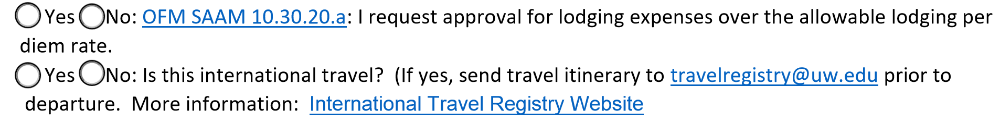 Yes No: OFM SAAM 10.30.20.a: I request approval for lodging expenses over the allowable lodging per
diem rate.
Yes No: Is this international travel?  (If yes, send travel itinerary to travelregistry@uw.edu prior to
departure.  More information:  International Travel Registry Website